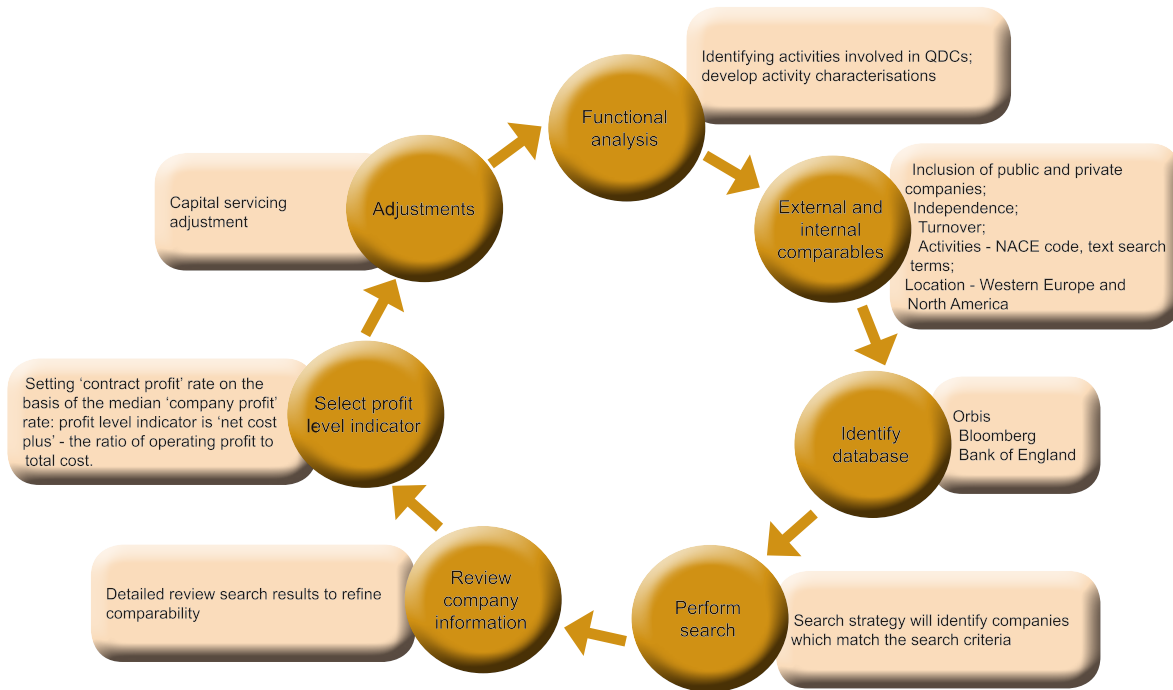 Functional
analysis
Identifying activities involved in QDCs;
develop activity characterisations
External and
internal
comparables
Inclusion of public and private
companies;
Independence;
Turnover;
Activities - NACE code, text search
terms;
Location - Western Europe and
North America
Identify
database
Orbis
Bloomberg
Bank of England
Perform
search
Search strategy will identify companies
which match the search criteria
Review
company
information
Detailed review search results to refine
comparability
Select profit
level indicator
Setting ‘contract profit’ rate on the
basis of the median ‘company profit’
rate: profit level indicator is ‘net cost
plus’ - the ratio of operating profit to
total cost.
Adjustments
Capital servicing
adjustment